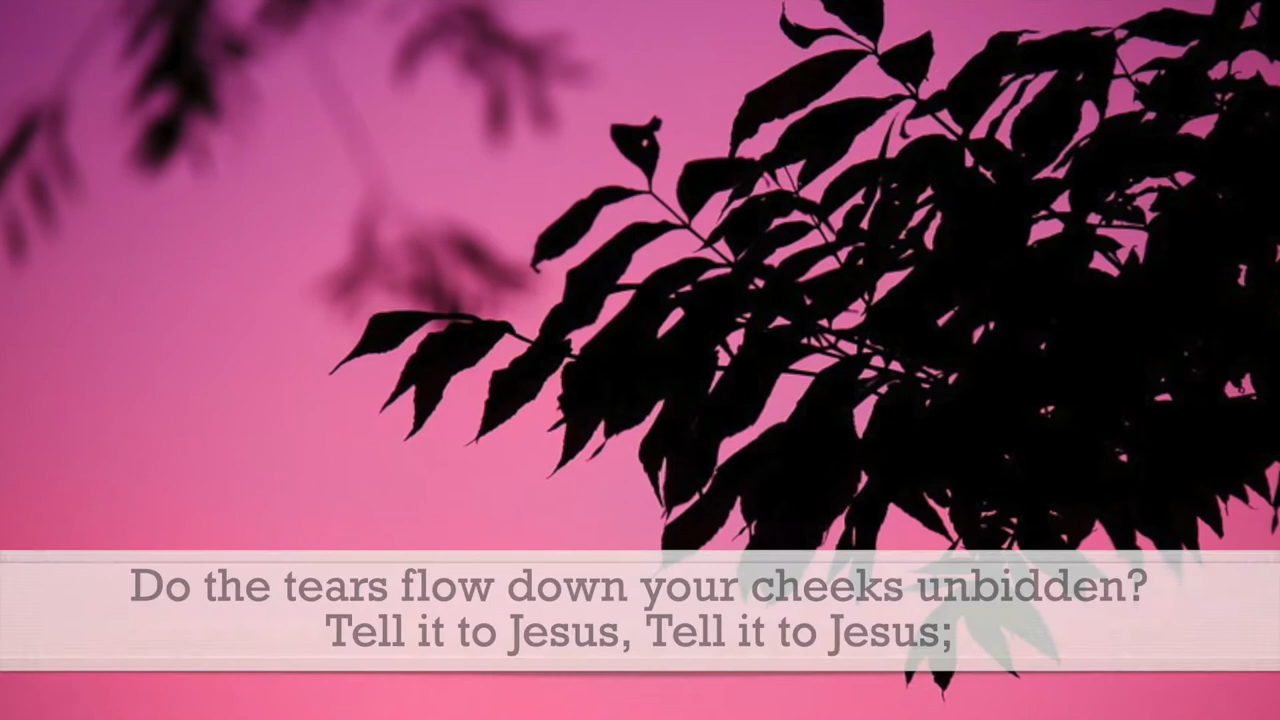 Do the tears flow down your cheeks unbidden?
Tell it to Jesus, Tell it to Jesus;